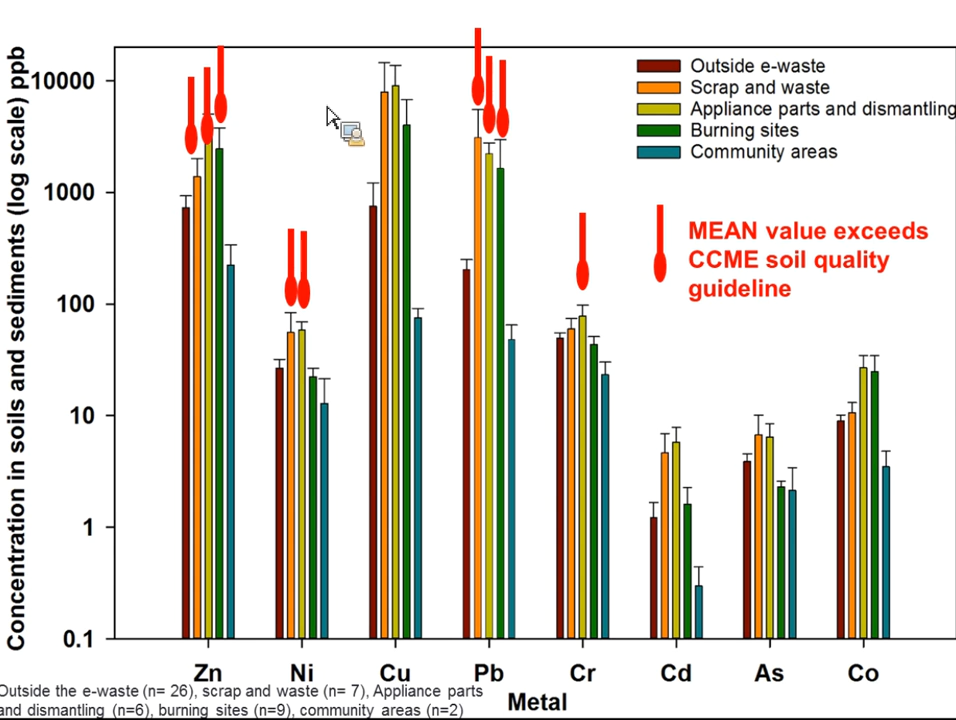 Concentration in soils and sediments (log scale) ppb
10000
1000
100
10
1
0.1
Outside e-waste
Scrap and waste
Appliance parts and dismantling
Burning sites
Community areas
MEAN value exceeds
CCME soil quality
guideline
Zn Ni Cu Pb Cr Cd As Co
Metal
Outside the e-waste (n= 26), scrap and waste (n= 7), Appliance parts
and dismantling (n=6), burning sites (n=9), community areas (n=2)